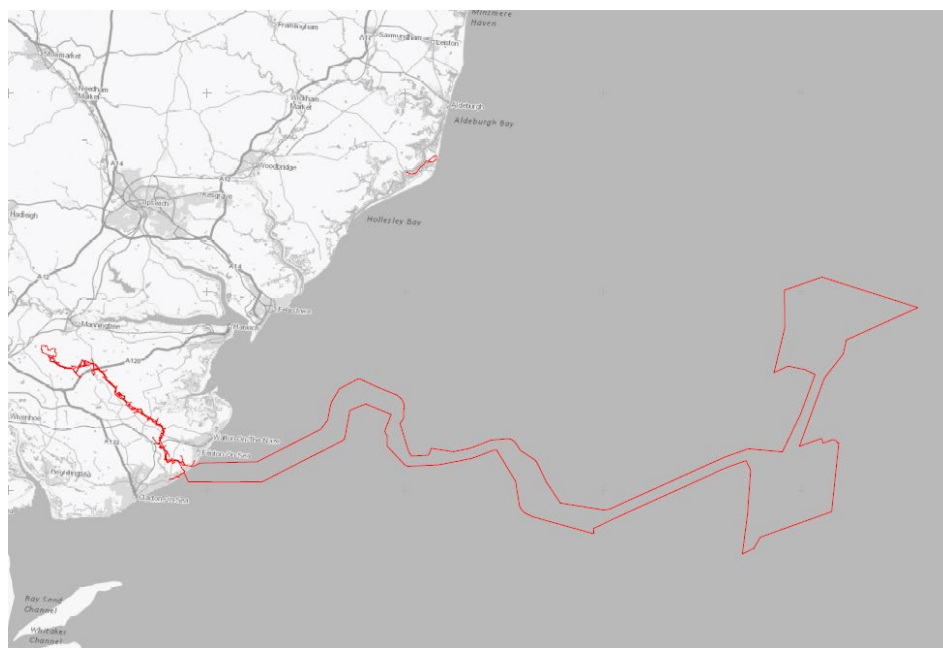 Minsmere
Haven
Framlingham
Saxmundham
Leiston
Stowmarket
Needham
Market
Wickham
Market
Aldeburgh
Aldeburgh Bay
A14
Woodbridge
A12
Kesgrave
Ipswich
Hadleigh
Hollesley Bay
A14
A12
Felixstowe
Manningtree
Harwich
A120
Wivenhoe
A133
Walton-On-The-Naze
Frinton-On-Sea
Brightlingsea
Clacton-On-Sea
Ray Sand
Channel
Whitaker
Channel